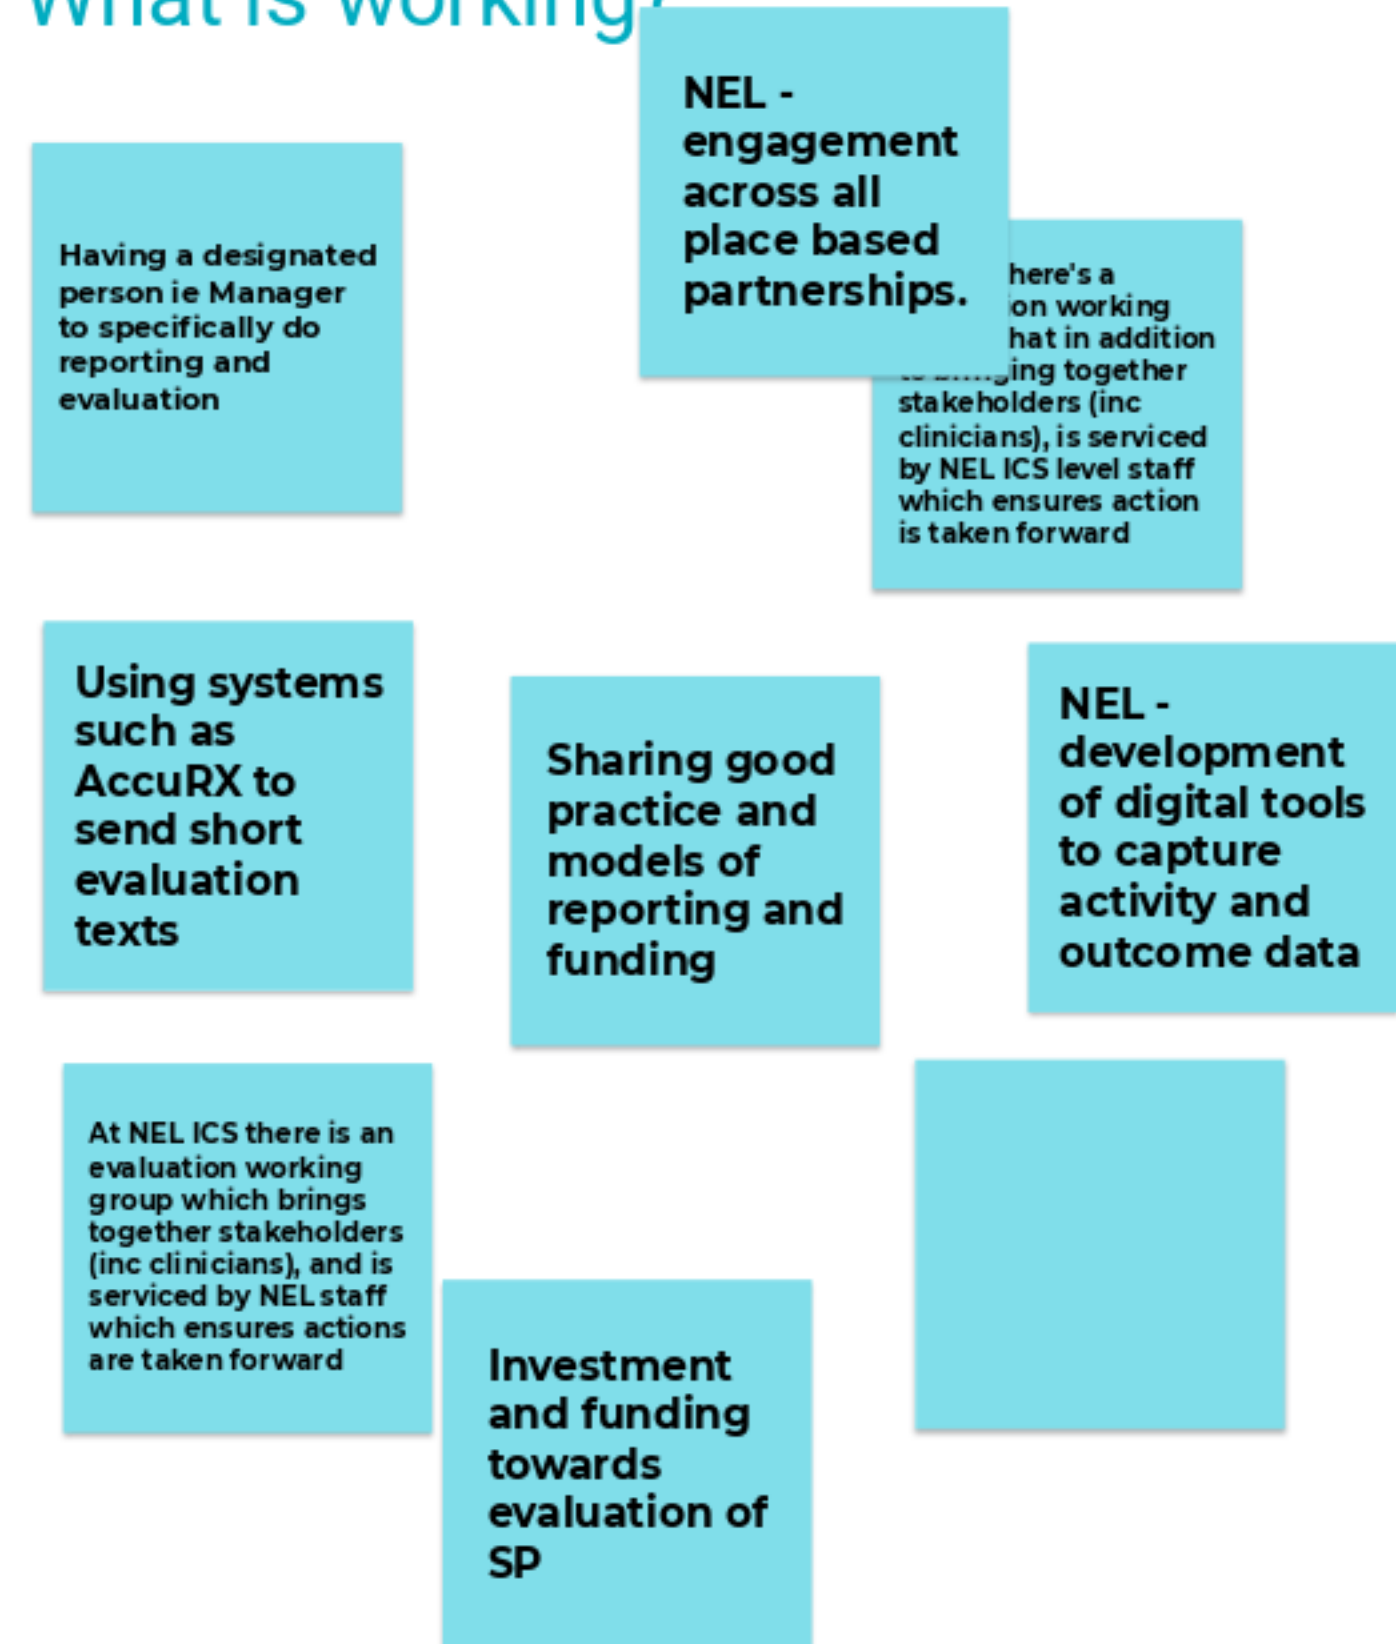 What is working?
NEL -
engagement
across all
place based
partnerships.
Having a designated
person ie Manager
to specifically do
reporting and
evaluation
here's a
on working
hat in addition
ging together
stakeholders (inc
clinicians), is serviced
by NEL ICS level staff
which ensures action
is taken forward
Using systems
such as
AccuRX to
send short
evaluation
texts
Sharing good
practice and
models of
reporting and
funding
NEL -
development
of digital tools
to capture
activity and
outcome data
At NEL ICS there is an
evaluation working
group which brings
together stakeholders
(inc clinicians), and is
serviced by NEL staff
which ensures actions
are taken forward
Investment
and funding
towards
evaluation of
SP